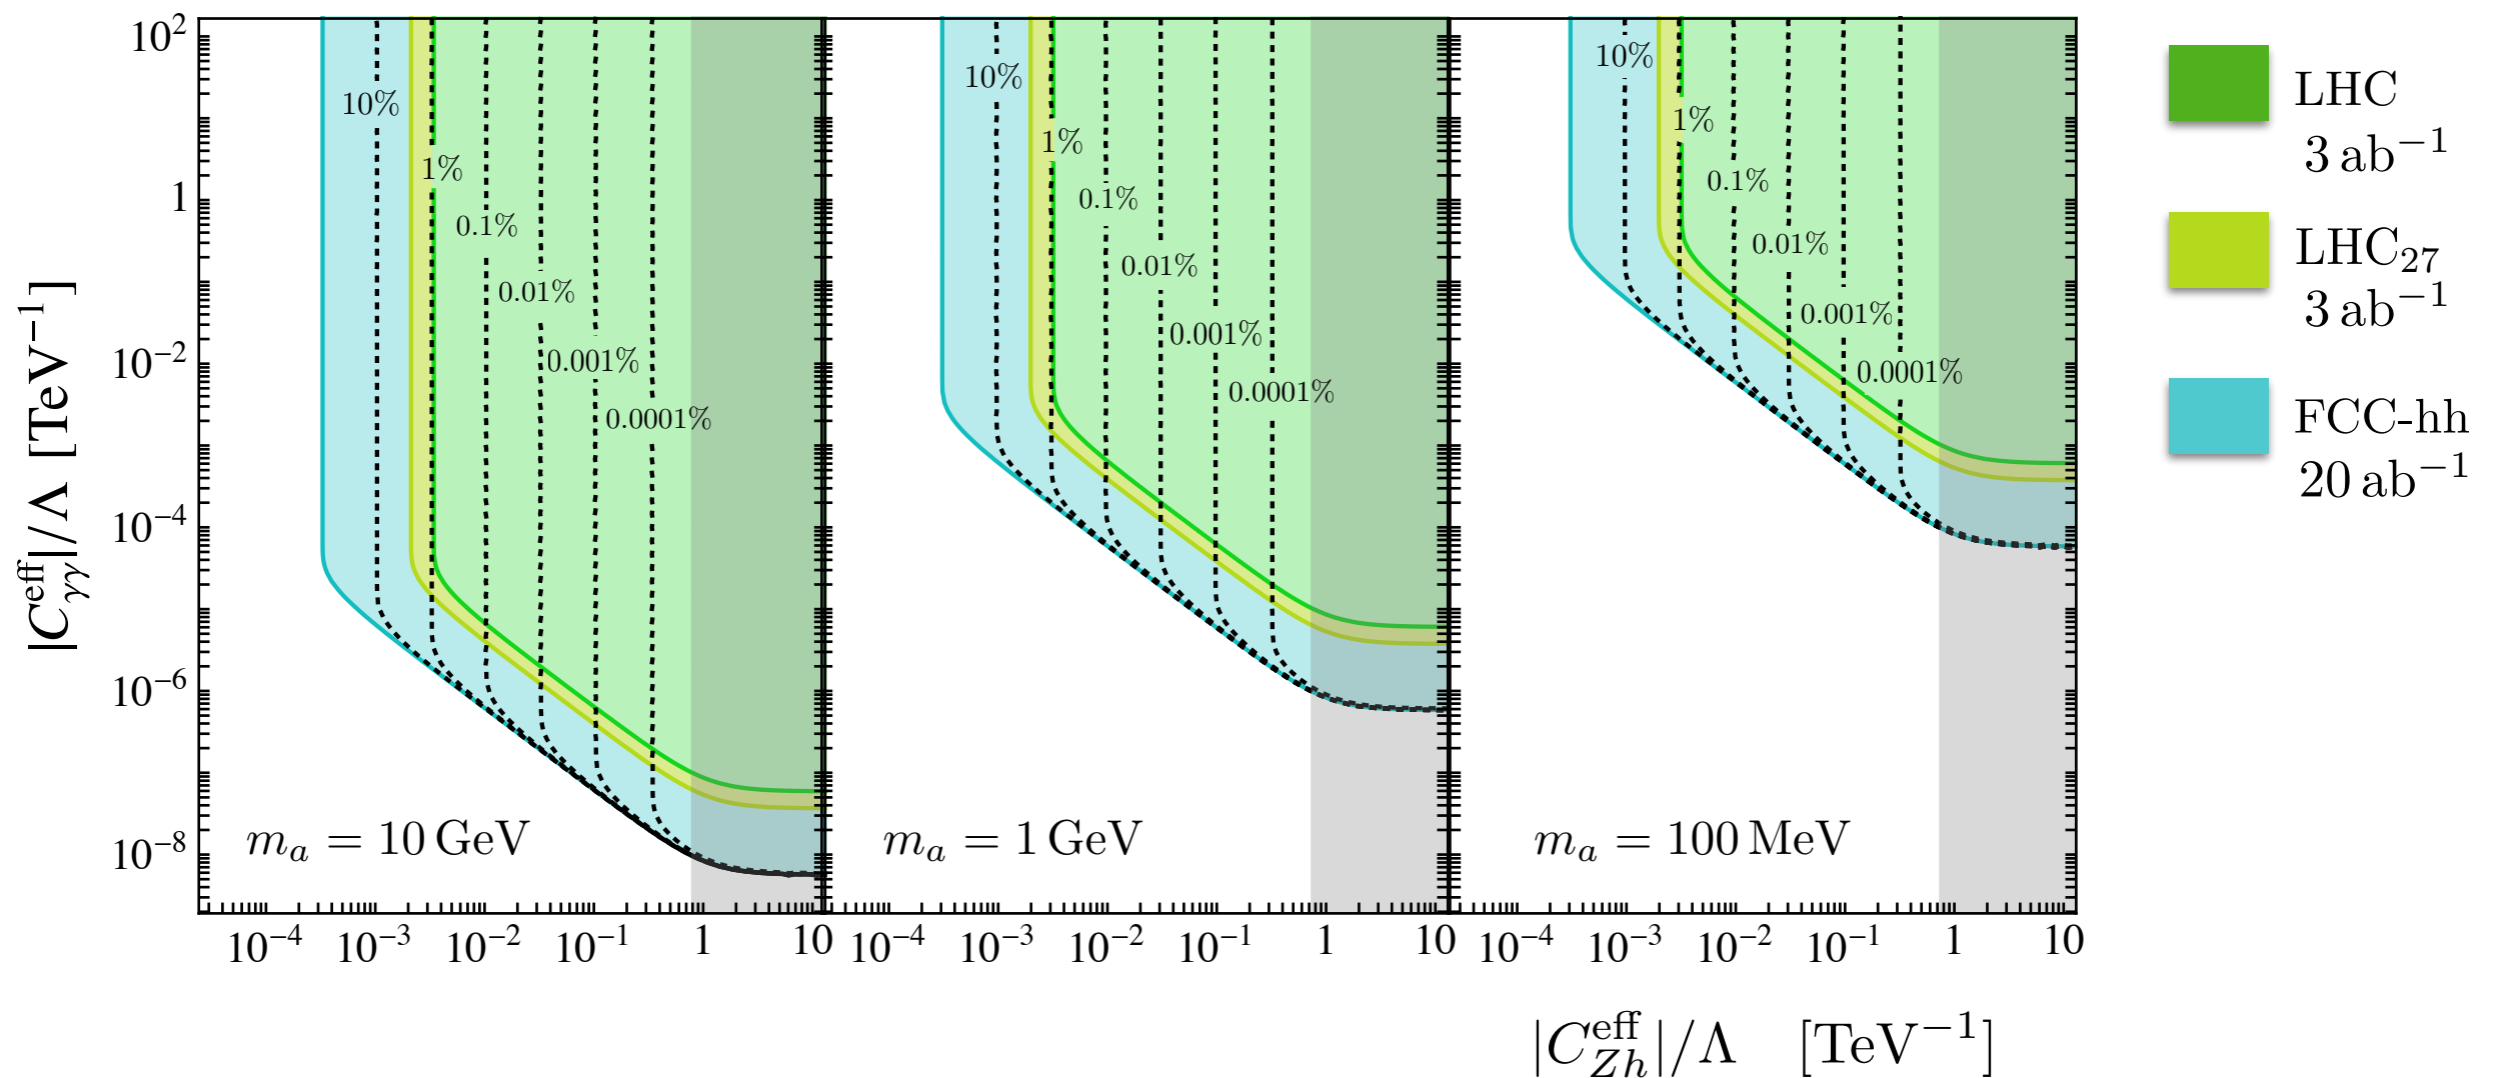 |C_γγ^eff|/Λ [TeV⁻¹]
10²
1
10⁻²
10⁻⁴
10⁻⁶
10⁻⁸
10%
1%
0.1%
0.01%
0.001%
0.0001%
m_a = 10 GeV
10⁻⁴ 10⁻³ 10⁻² 10⁻¹ 1 10
10%
1%
0.1%
0.01%
0.001%
0.0001%
m_a = 1 GeV
10⁻⁴ 10⁻³ 10⁻² 10⁻¹ 1 10
10%
1%
0.1%
0.01%
0.001%
0.0001%
m_a = 100 MeV
10⁻⁴ 10⁻³ 10⁻² 10⁻¹ 1 10
|C_Zh^eff|/Λ [TeV⁻¹]
LHC
3 ab⁻¹
LHC₂₇
3 ab⁻¹
FCC-hh
20 ab⁻¹